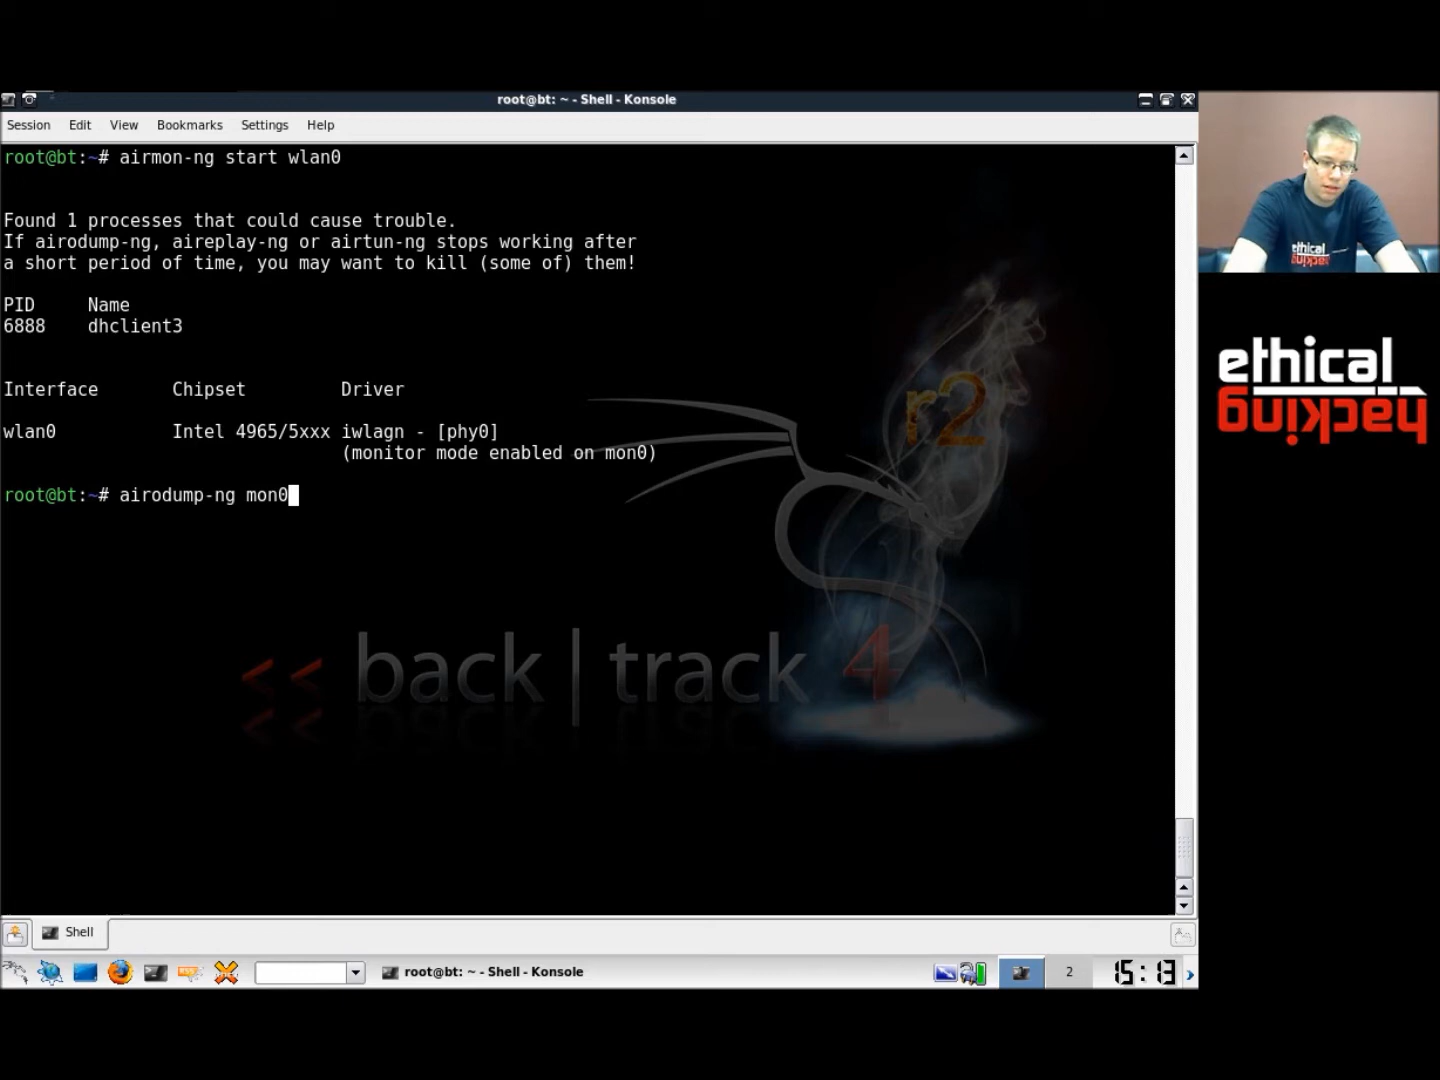 root@bt: ~ - Shell - Konsole
Session Edit View Bookmarks Settings Help
root@bt:~# airmon-ng start wlan0
Found 1 processes that could cause trouble.
If airodump-ng, aireplay-ng or airtun-ng stops working after
a short period of time, you may want to kill (some of) them!
PID Name
6888 dhclient3
Interface Chipset Driver
wlan0 Intel 4965/5xxx iwlagn - [phy0]
(monitor mode enabled on mon0)
root@bt:~# airodump-ng mon0
r2
<< back | track 4
Shell
root@bt: ~ - Shell - Konsole
2
15:13
ethical
hacking
ethical
hacking